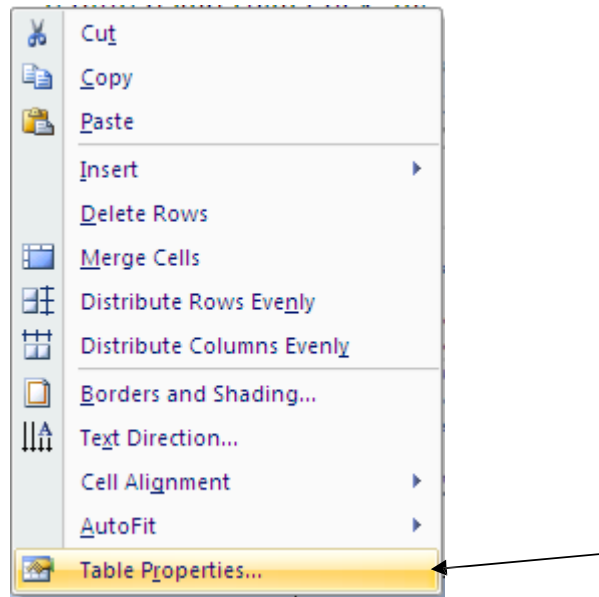 Cut
Copy
Paste
Insert
Delete Rows
Merge Cells
Distribute Rows Evenly
Distribute Columns Evenly
Borders and Shading...
Text Direction...
Cell Alignment
AutoFit
Table Properties...